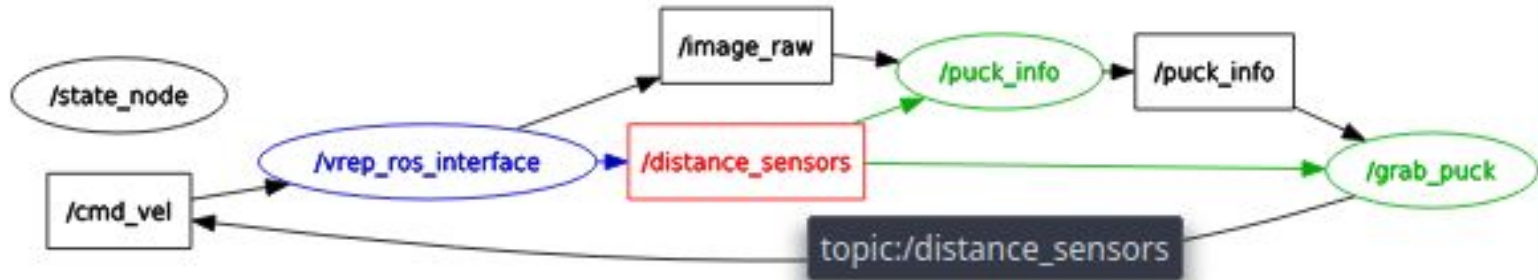 /state_node
/cmd_vel
/vrep_ros_interface
/image_raw
/distance_sensors
/puck_info
/puck_info
/grab_puck
topic:/distance_sensors